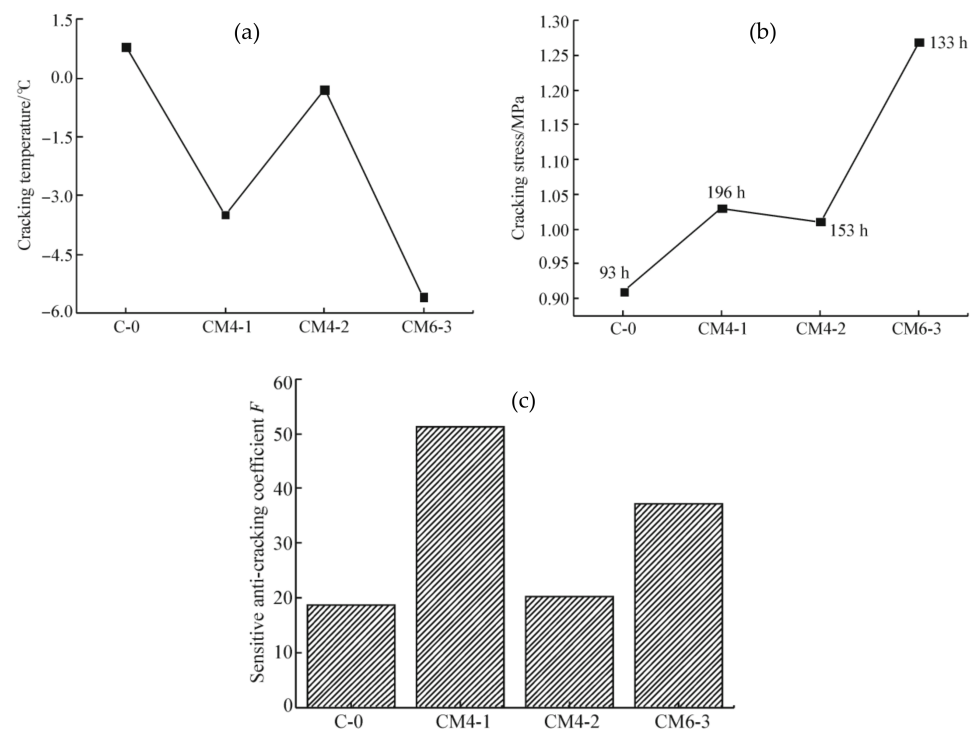 (a)
Cracking temperature/℃
1.5
0.0
−1.5
−3.0
−4.5
−6.0
C-0 CM4-1 CM4-2 CM6-3
(b)
Cracking stress/MPa
1.30
1.25
1.20
1.15
1.10
1.05
1.00
0.95
0.90
93 h
196 h
153 h
133 h
C-0 CM4-1 CM4-2 CM6-3
(c)
Sensitive anti-cracking coefficient F
60
50
40
30
20
10
0
C-0 CM4-1 CM4-2 CM6-3